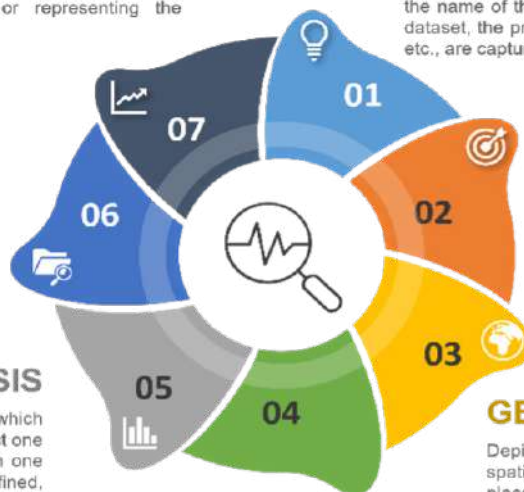 or representing the
the name of th
dataset, the pr
etc., are captu
01
07
02
06
03
05
04
SIS
which
st one
n one
fined,
GE
Depi
spati